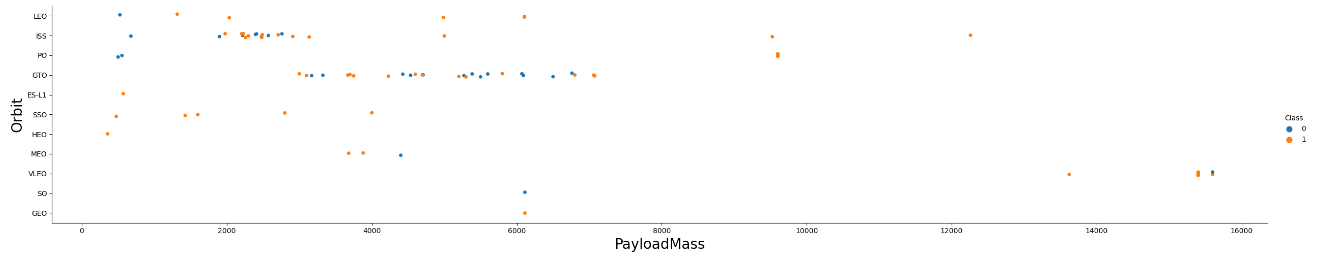 Orbit
LEO
ISS
PO
GTO
ES-L1
SSO
HEO
MEO
VLEO
SO
GEO
0 2000 4000 6000 8000 10000 12000 14000 16000
PayloadMass
Class
0
1